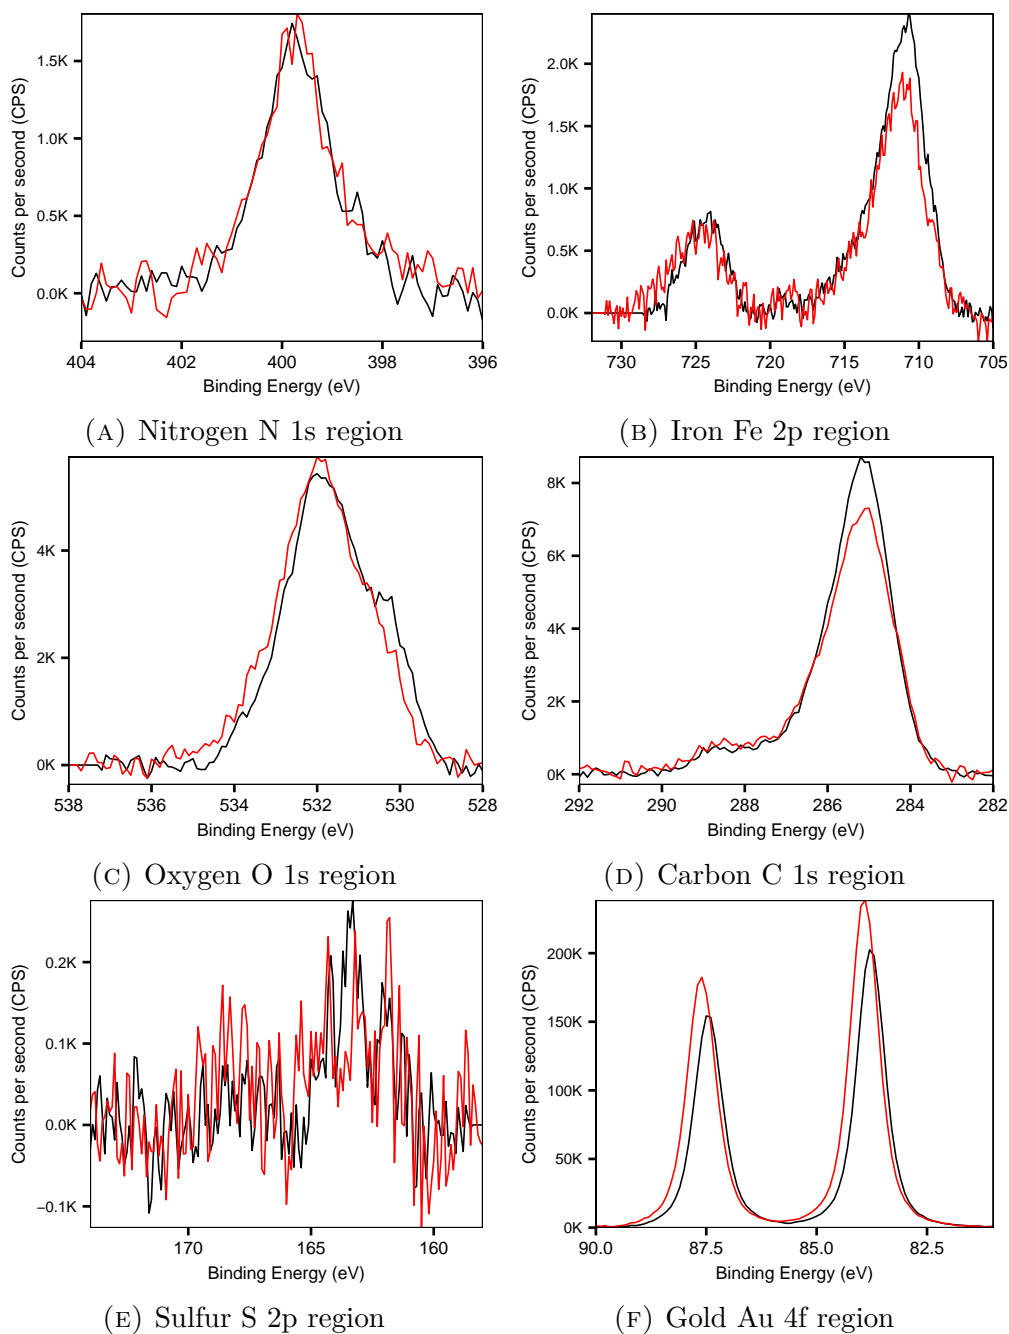 Counts per second (CPS)
1.5K
1.0K
0.5K
0.0K
404 402 400 398 396
Binding Energy (eV)
(A) Nitrogen N 1s region
Counts per second (CPS)
2.0K
1.5K
1.0K
0.5K
0.0K
730 725 720 715 710 705
Binding Energy (eV)
(B) Iron Fe 2p region
Counts per second (CPS)
4K
2K
0K
538 536 534 532 530 528
Binding Energy (eV)
(C) Oxygen O 1s region
Counts per second (CPS)
8K
6K
4K
2K
0K
292 290 288 286 284 282
Binding Energy (eV)
(D) Carbon C 1s region
Counts per second (CPS)
0.2K
0.1K
0.0K
−0.1K
170 165 160
Binding Energy (eV)
(E) Sulfur S 2p region
Counts per second (CPS)
200K
150K
100K
50K
0K
90.0 87.5 85.0 82.5
Binding Energy (eV)
(F) Gold Au 4f region